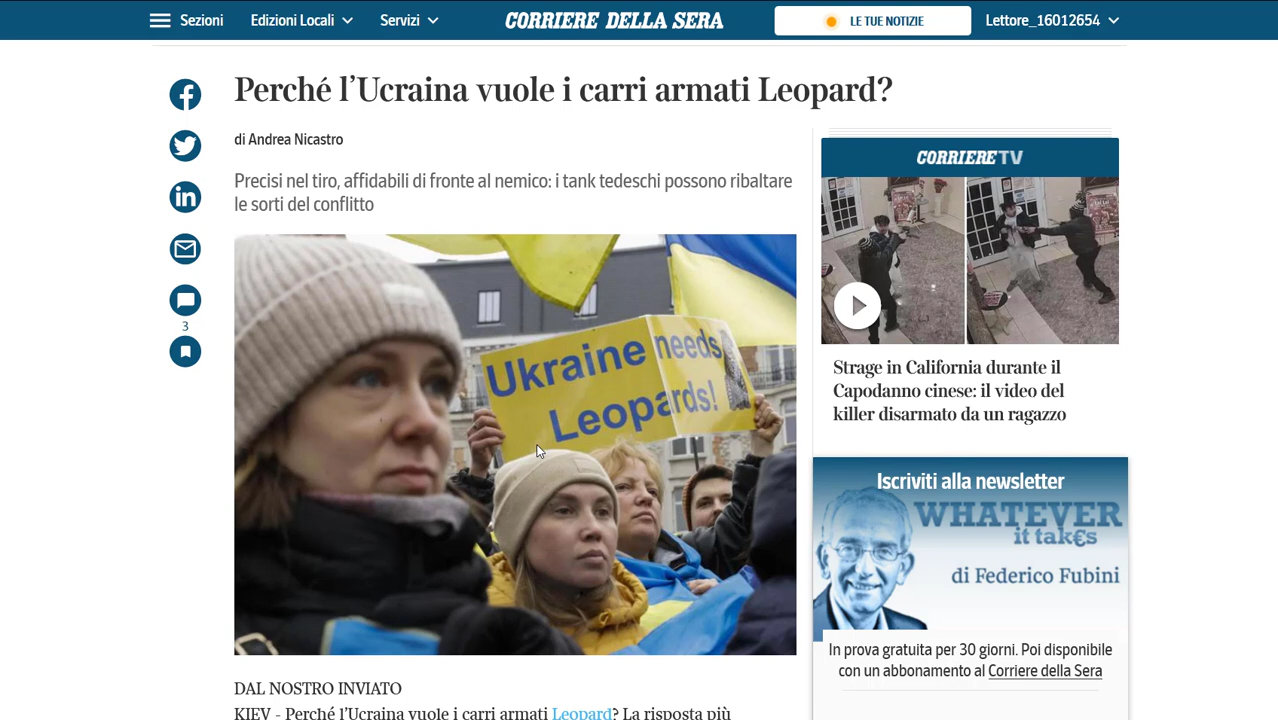 Sezioni
Edizioni Locali
Servizi
CORRIERE DELLA SERA
LE TUE NOTIZIE
Lettore_16012654
Perché l’Ucraina vuole i carri armati Leopard?
di Andrea Nicastro
Precisi nel tiro, affidabili di fronte al nemico: i tank tedeschi possono ribaltare
le sorti del conflitto
3
Ukraine needs
Leopards!
DAL NOSTRO INVIATO
KIEV - Perché l’Ucraina vuole i carri armati Leopard? La risposta più
CORRIERE TV
Strage in California durante il
Capodanno cinese: il video del
killer disarmato da un ragazzo
Iscriviti alla newsletter
WHATEVER
it tak€s
di Federico Fubini
In prova gratuita per 30 giorni. Poi disponibile
con un abbonamento al Corriere della Sera